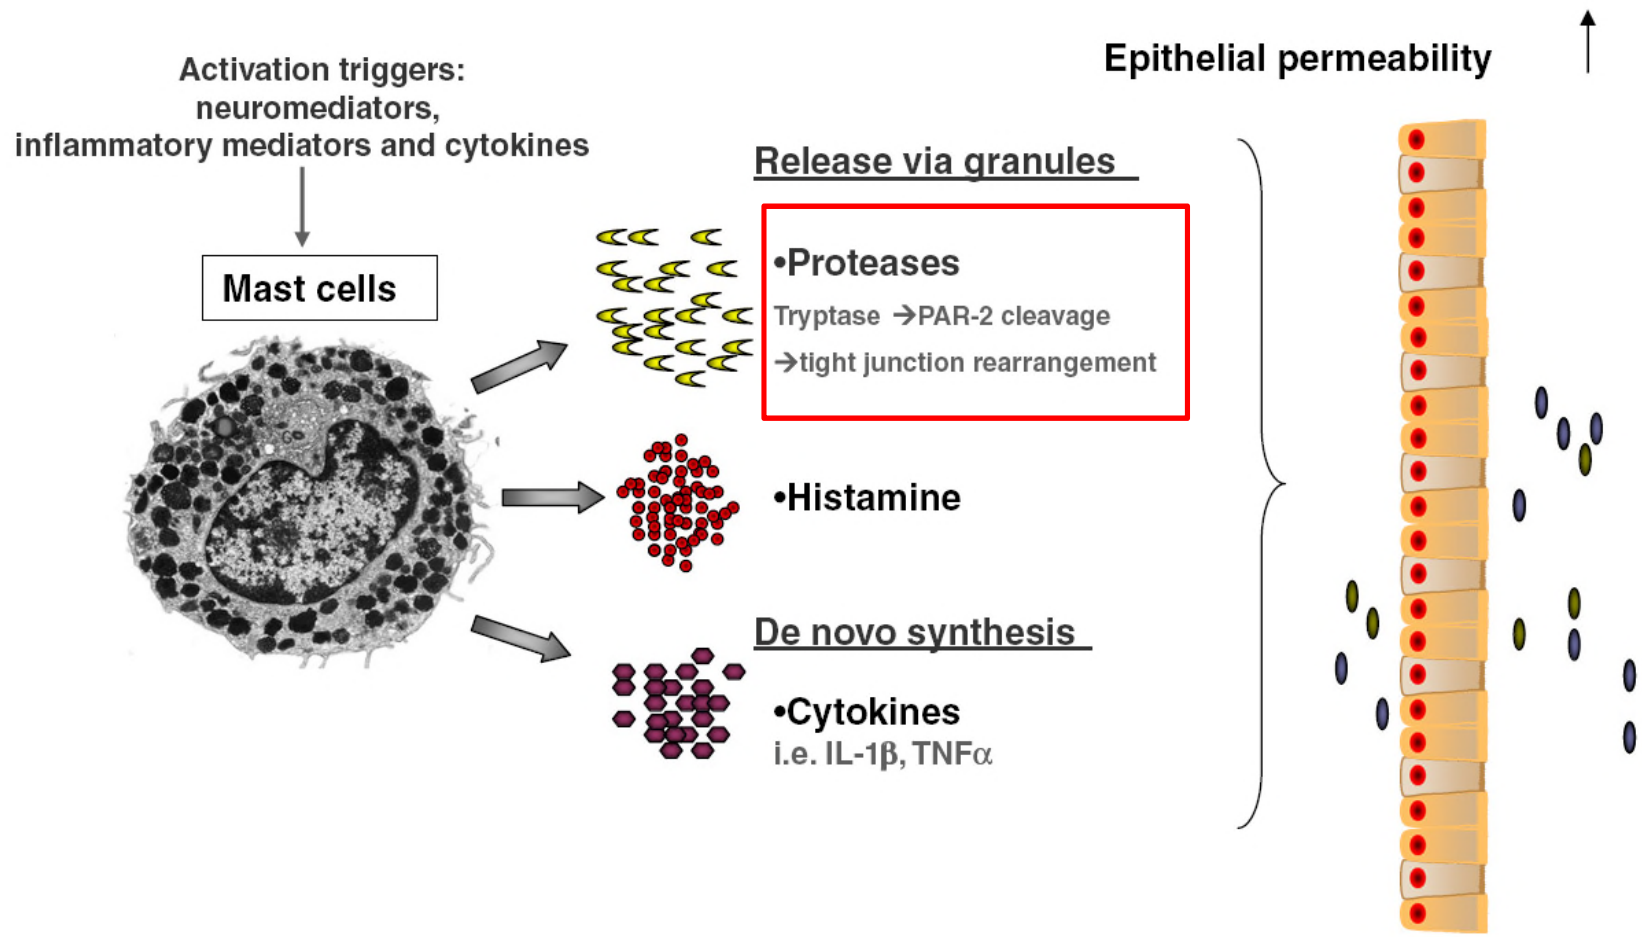 Epithelial permeability
Activation triggers:
neuromediators,
inflammatory mediators and cytokines
Mast cells
Release via granules
•Proteases
Tryptase →PAR-2 cleavage
→tight junction rearrangement
•Histamine
De novo synthesis
•Cytokines
i.e. IL-1β, TNFα